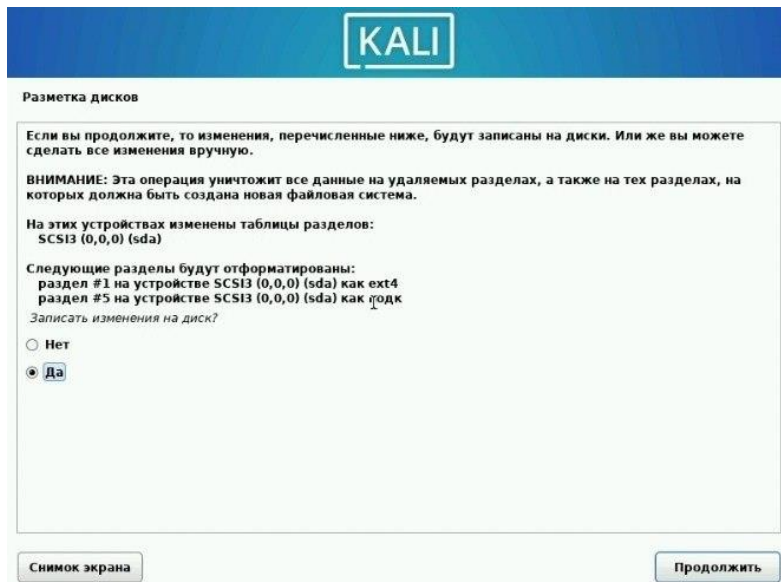 KALI
Разметка дисков
Если вы продолжите, то изменения, перечисленные ниже, будут записаны на диски. Или же вы можете
сделать все изменения вручную.
ВНИМАНИЕ: Эта операция уничтожит все данные на удаляемых разделах, а также на тех разделах, на
которых должна быть создана новая файловая система.
На этих устройствах изменены таблицы разделов:
SCSI3 (0,0,0) (sda)
Следующие разделы будут отформатированы:
раздел #1 на устройстве SCSI3 (0,0,0) (sda) как ext4
раздел #5 на устройстве SCSI3 (0,0,0) (sda) как
Записать изменения на диск?
Нет
Да
Снимок экрана
Продолжить